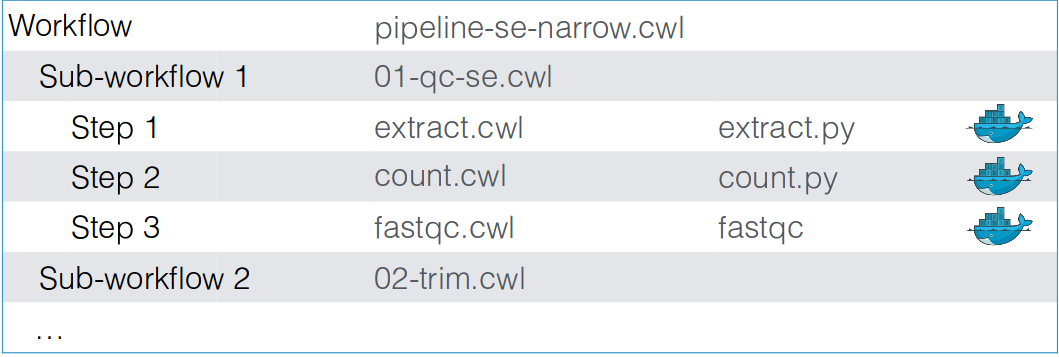 Workflow pipeline-se-narrow.cwl
Sub-workflow 1 01-qc-se.cwl
Step 1 extract.cwl extract.py
Step 2 count.cwl count.py
Step 3 fastqc.cwl fastqc
Sub-workflow 2 02-trim.cwl
...